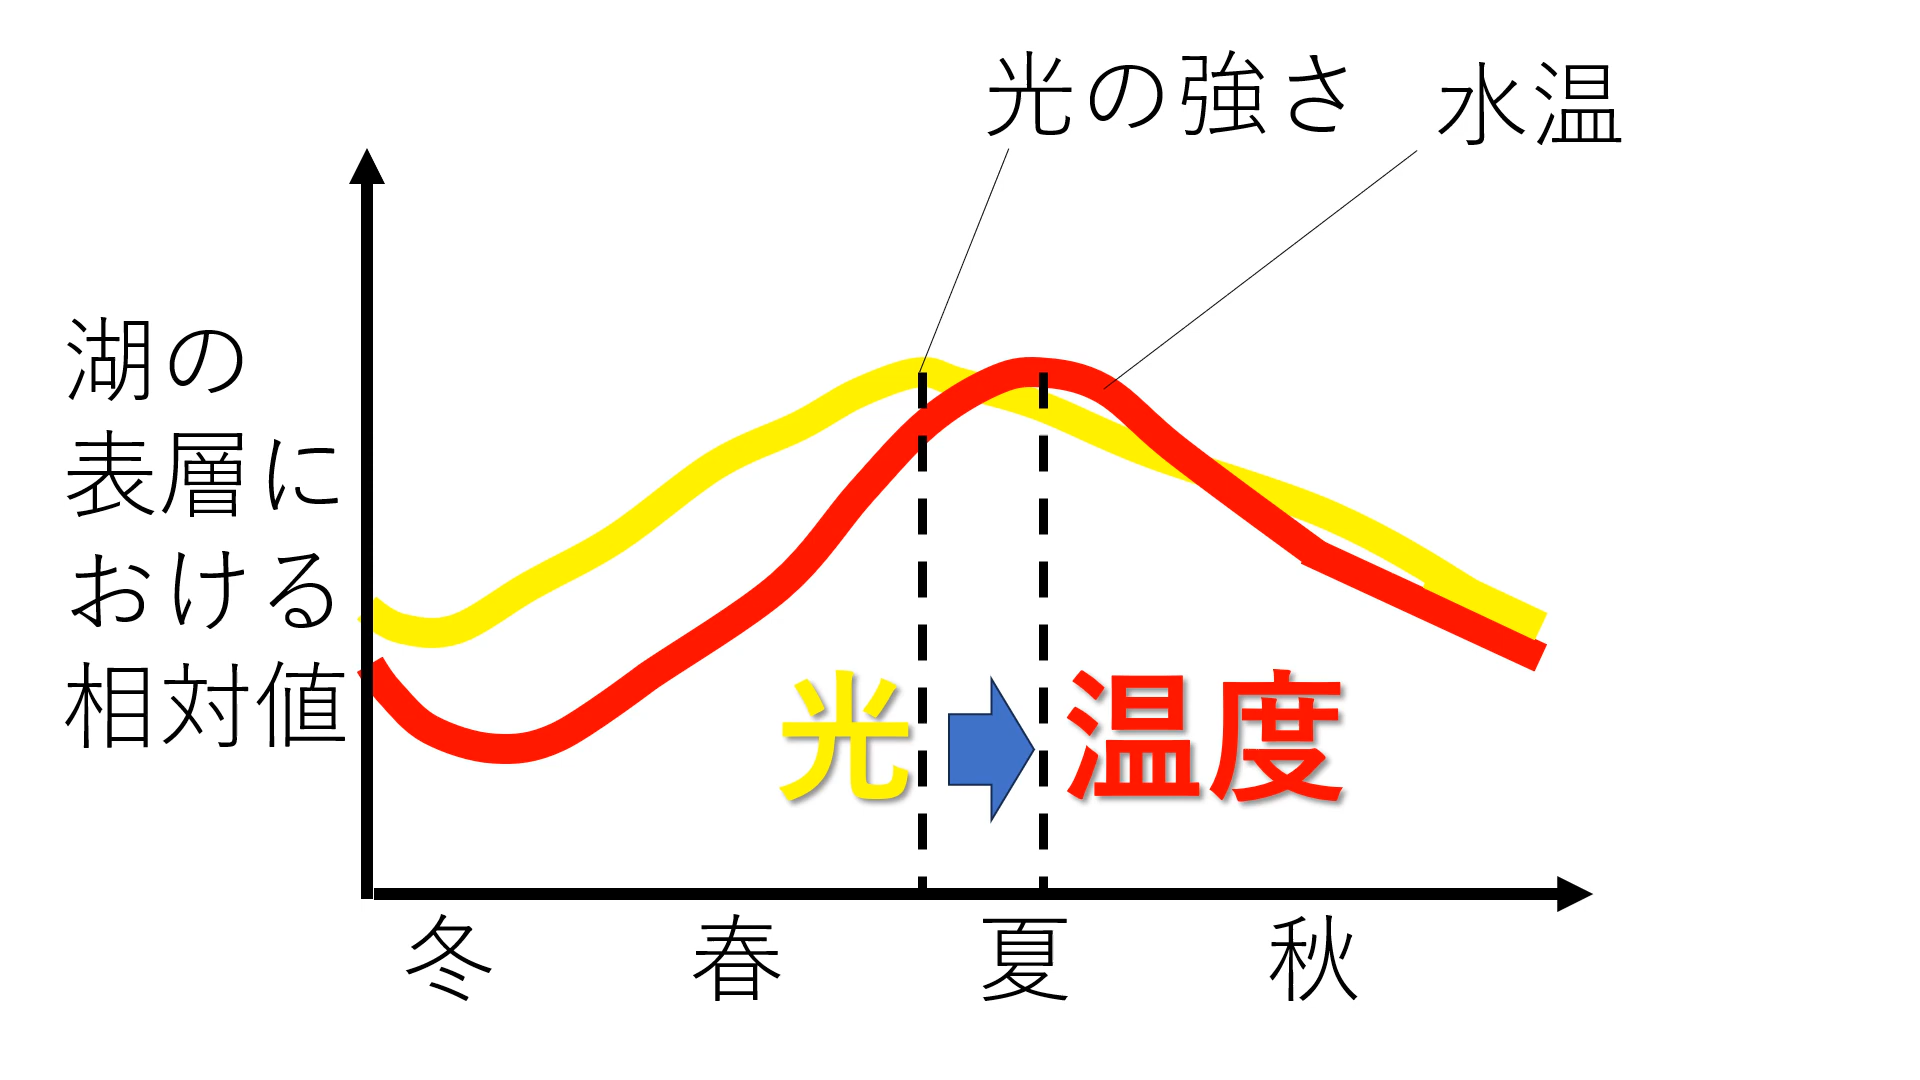 光の強さ
水温
湖の
表層に
おける
相対値
光
温度
冬
春
夏
秋